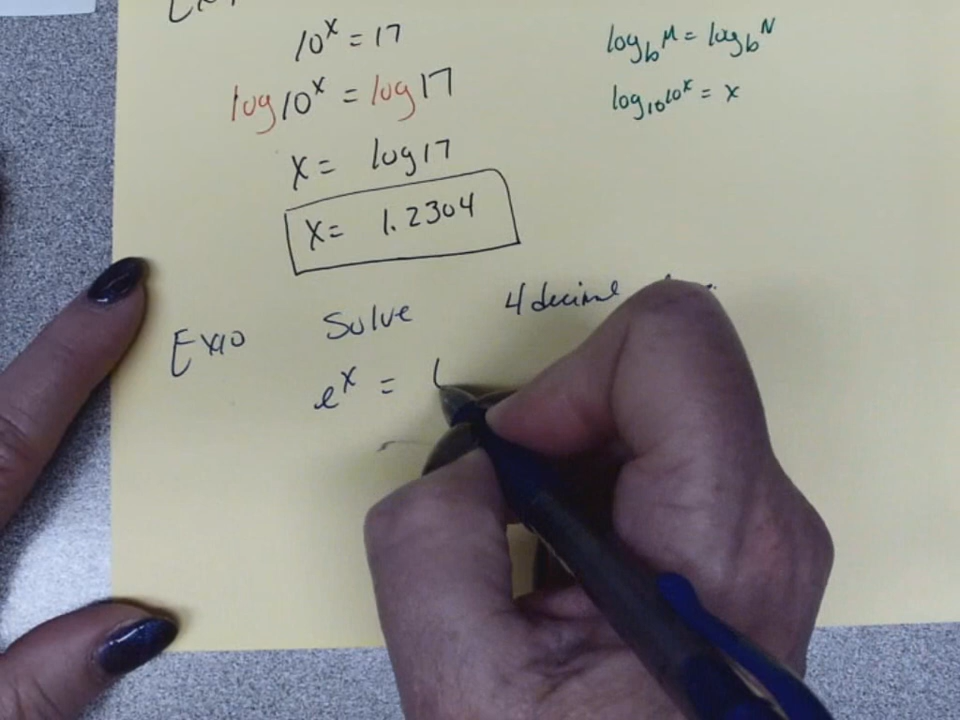 10^x = 17
log 10^x = log 17
x = log 17
x = 1.2304
log_b M = log_b N
log_10 10^x = x
Ex 10 Solve 4 decimal
e^x =